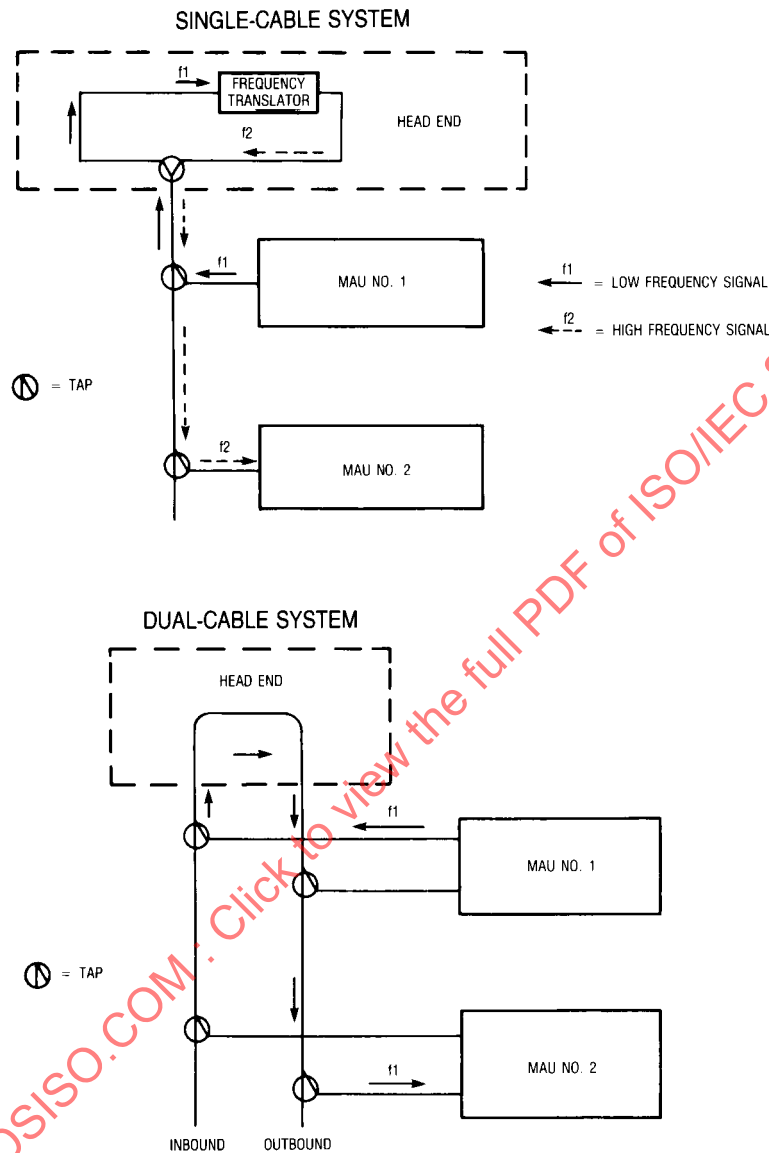 SINGLE-CABLE SYSTEM
f1
FREQUENCY
TRANSLATOR
HEAD END
f2
f1
MAU NO. 1
f1 = LOW FREQUENCY SIGNAL
f2 = HIGH FREQUENCY SIGNAL
= TAP
f2
MAU NO. 2
DUAL-CABLE SYSTEM
HEAD END
f1
MAU NO. 1
= TAP
MAU NO. 2
f1
INBOUND
OUTBOUND
OSISO.COM : Click to view the full PDF of ISO/IEC